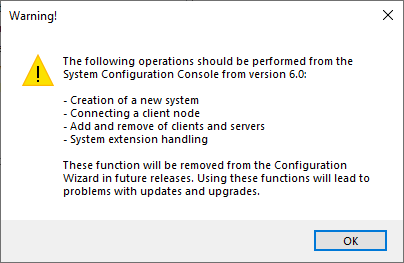 Warning!
The following operations should be performed from the
System Configuration Console from version 6.0:
- Creation of a new system
- Connecting a client node
- Add and remove of clients and servers
- System extension handling
These function will be removed from the Configuration
Wizard in future releases. Using these functions will lead to
problems with updates and upgrades.
OK